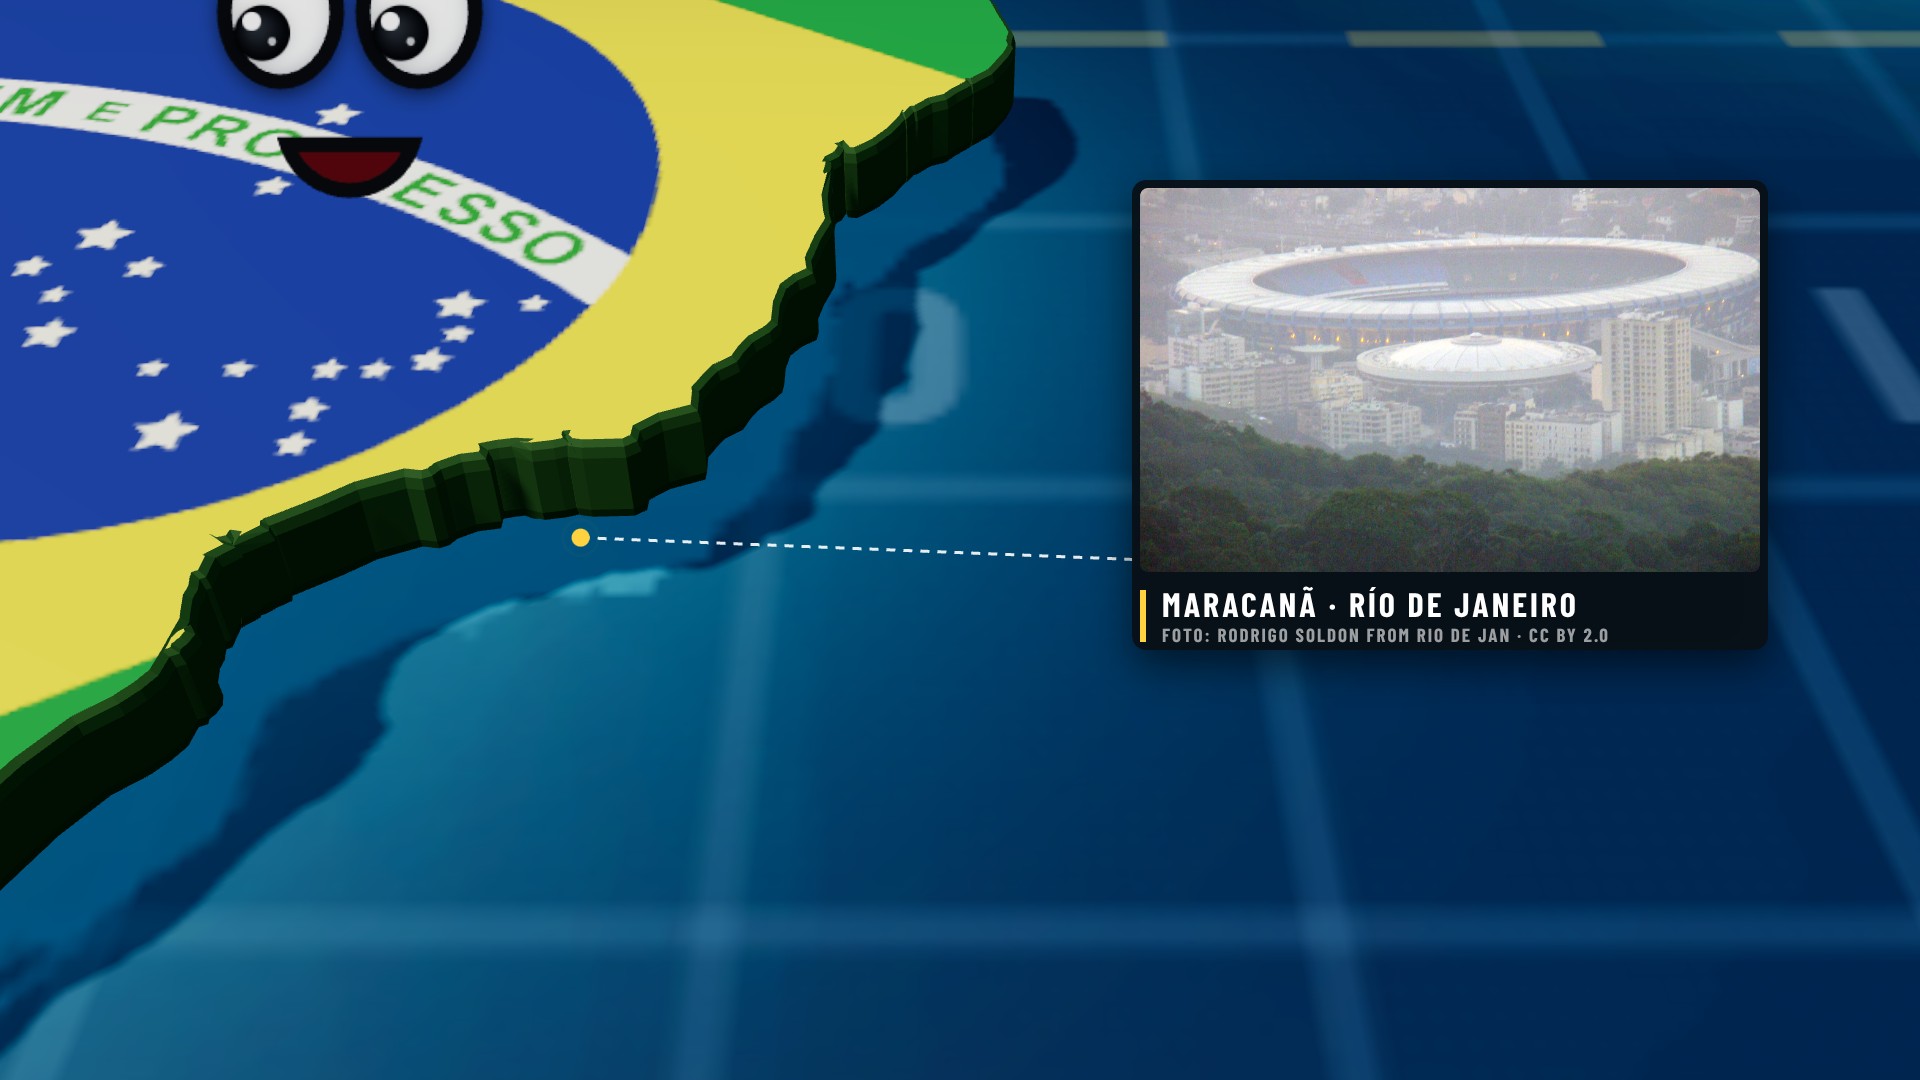 M E PRO ESSO
MARACANÃ · RÍO DE JANEIRO
FOTO: RODRIGO SOLDON FROM RIO DE JAN · CC BY 2.0